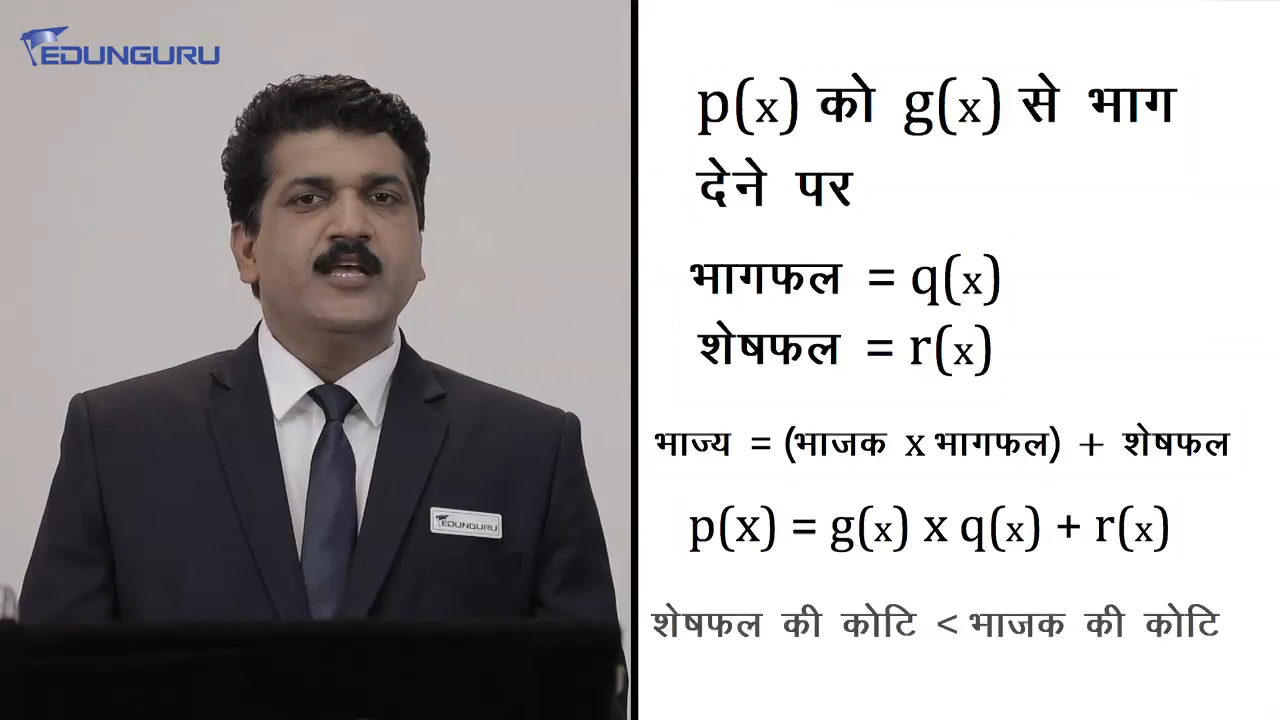 EDUNGURU
p(x) को g(x) से भाग
देने पर
भागफल = q(x)
शेषफल = r(x)
भाज्य = (भाजक x भागफल) + शेषफल
p(x) = g(x) x q(x) + r(x)
शेषफल की कोटि < भाजक की कोटि
EDUNGURU